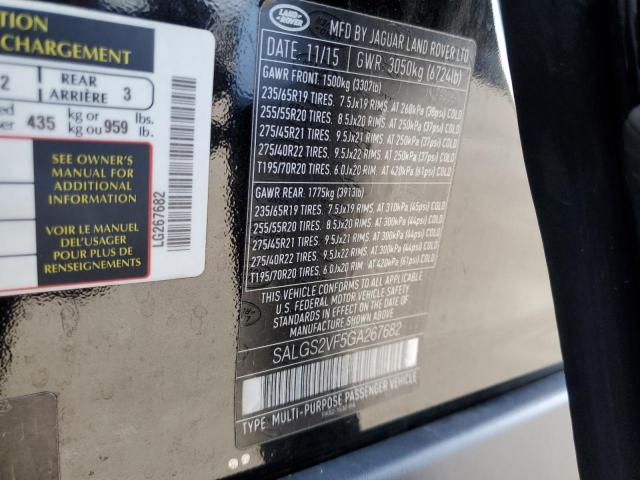 TION
CHARGEMENT
2 REAR ARRIÈRE 3
435 kg or kg ou 959 lbs. lb.
SEE OWNER'S
MANUAL FOR
ADDITIONAL
INFORMATION
VOIR LE MANUEL
DE L'USAGER
POUR PLUS DE
RENSEIGNEMENTS
LG267682
LAND ROVER
MFD BY JAGUAR LAND ROVER LTD
DATE: 11/15 GWR: 3050kg (6724lb)
GAWR FRONT: 1500kg (3307lb)
235/65R19 TIRES. 7.5Jx19 RIMS. AT 260kPa (38psi) COLD
255/55R20 TIRES. 8.5Jx20 RIMS. AT 250kPa (37psi) COLD
275/45R21 TIRES. 9.5Jx21 RIMS. AT 250kPa (37psi) COLD
275/40R22 TIRES. 9.5Jx22 RIMS. AT 250kPa (37psi) COLD
T195/70R20 TIRES. 6.0Jx20 RIM. AT 420kPa (61psi) COLD
GAWR REAR: 1775kg (3913lb)
235/65R19 TIRES. 7.5Jx19 RIMS. AT 310kPa (45psi) COLD
255/55R20 TIRES. 8.5Jx20 RIMS. AT 300kPa (44psi) COLD
275/45R21 TIRES. 9.5Jx21 RIMS. AT 300kPa (44psi) COLD
275/40R22 TIRES. 9.5Jx22 RIMS. AT 300kPa (44psi) COLD
T195/70R20 TIRES. 6.0Jx20 RIM. AT 420kPa (61psi) COLD
THIS VEHICLE CONFORMS TO ALL APPLICABLE
U.S. FEDERAL MOTOR VEHICLE SAFETY
STANDARDS IN EFFECT ON THE DATE OF
MANUFACTURE SHOWN ABOVE.
SALGS2VF5GA267682
TYPE: MULTI-PURPOSE PASSENGER VEHICLE